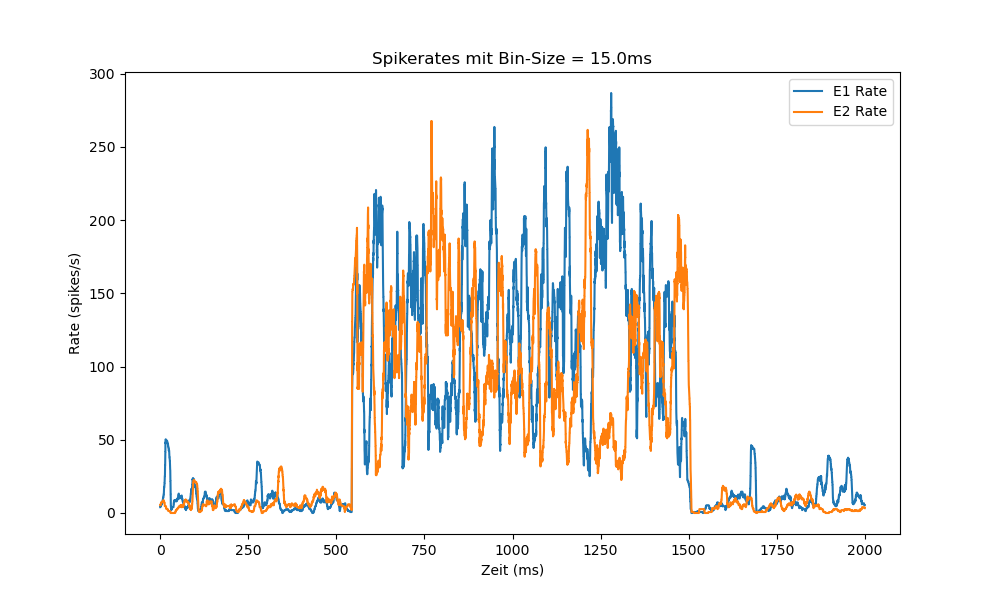 Spikerates mit Bin-Size = 15.0ms
300
250
200
150
100
50
0
Rate (spikes/s)
E1 Rate
E2 Rate
0 250 500 750 1000 1250 1500 1750 2000
Zeit (ms)